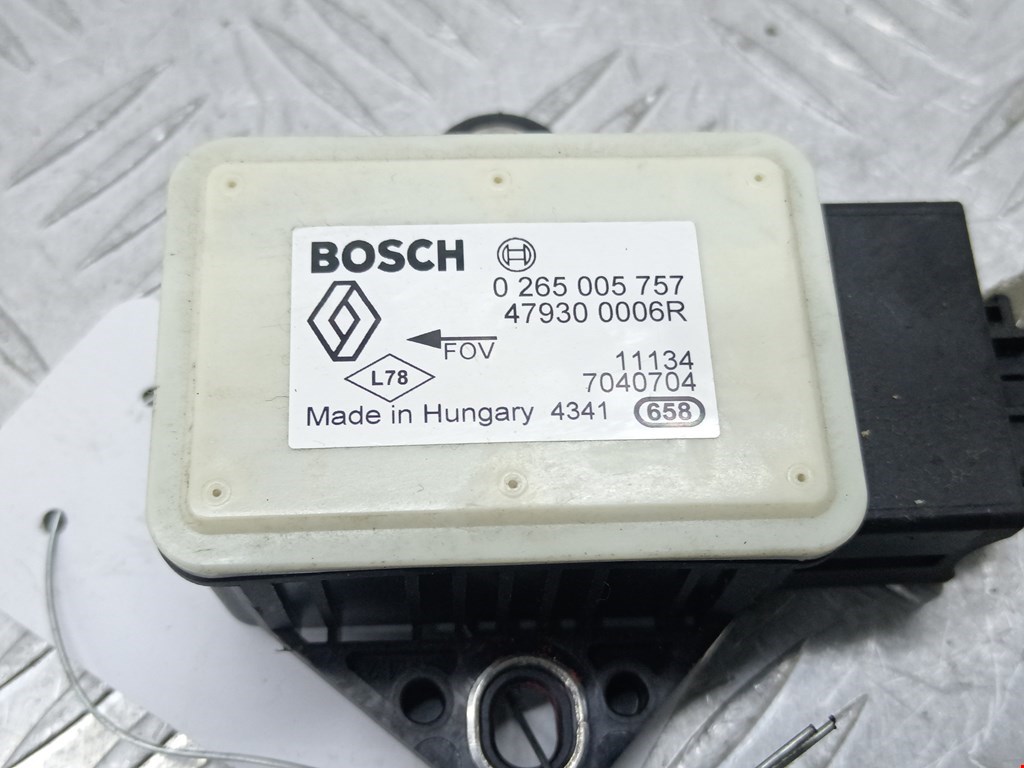 BOSCH
0 265 005 757
47930 0006R
FOV
L78
11134
7040704
Made in Hungary 4341 658